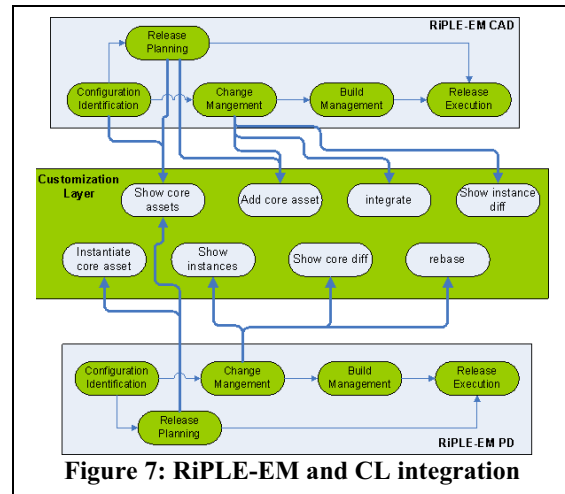 RiPLE-EM CAD
Release
Planning
Configuration
Identification
Change
Mangement
Build
Management
Release
Execution
Customization
Layer
Show core
assets
Add core asset
integrate
Show instance
diff
Instantiate
core asset
Show
instances
Show core diff
rebase
Configuration
Identification
Change
Mangement
Build
Management
Release
Execution
Release
Planning
RiPLE-EM PD
Figure 7: RiPLE-EM and CL integration